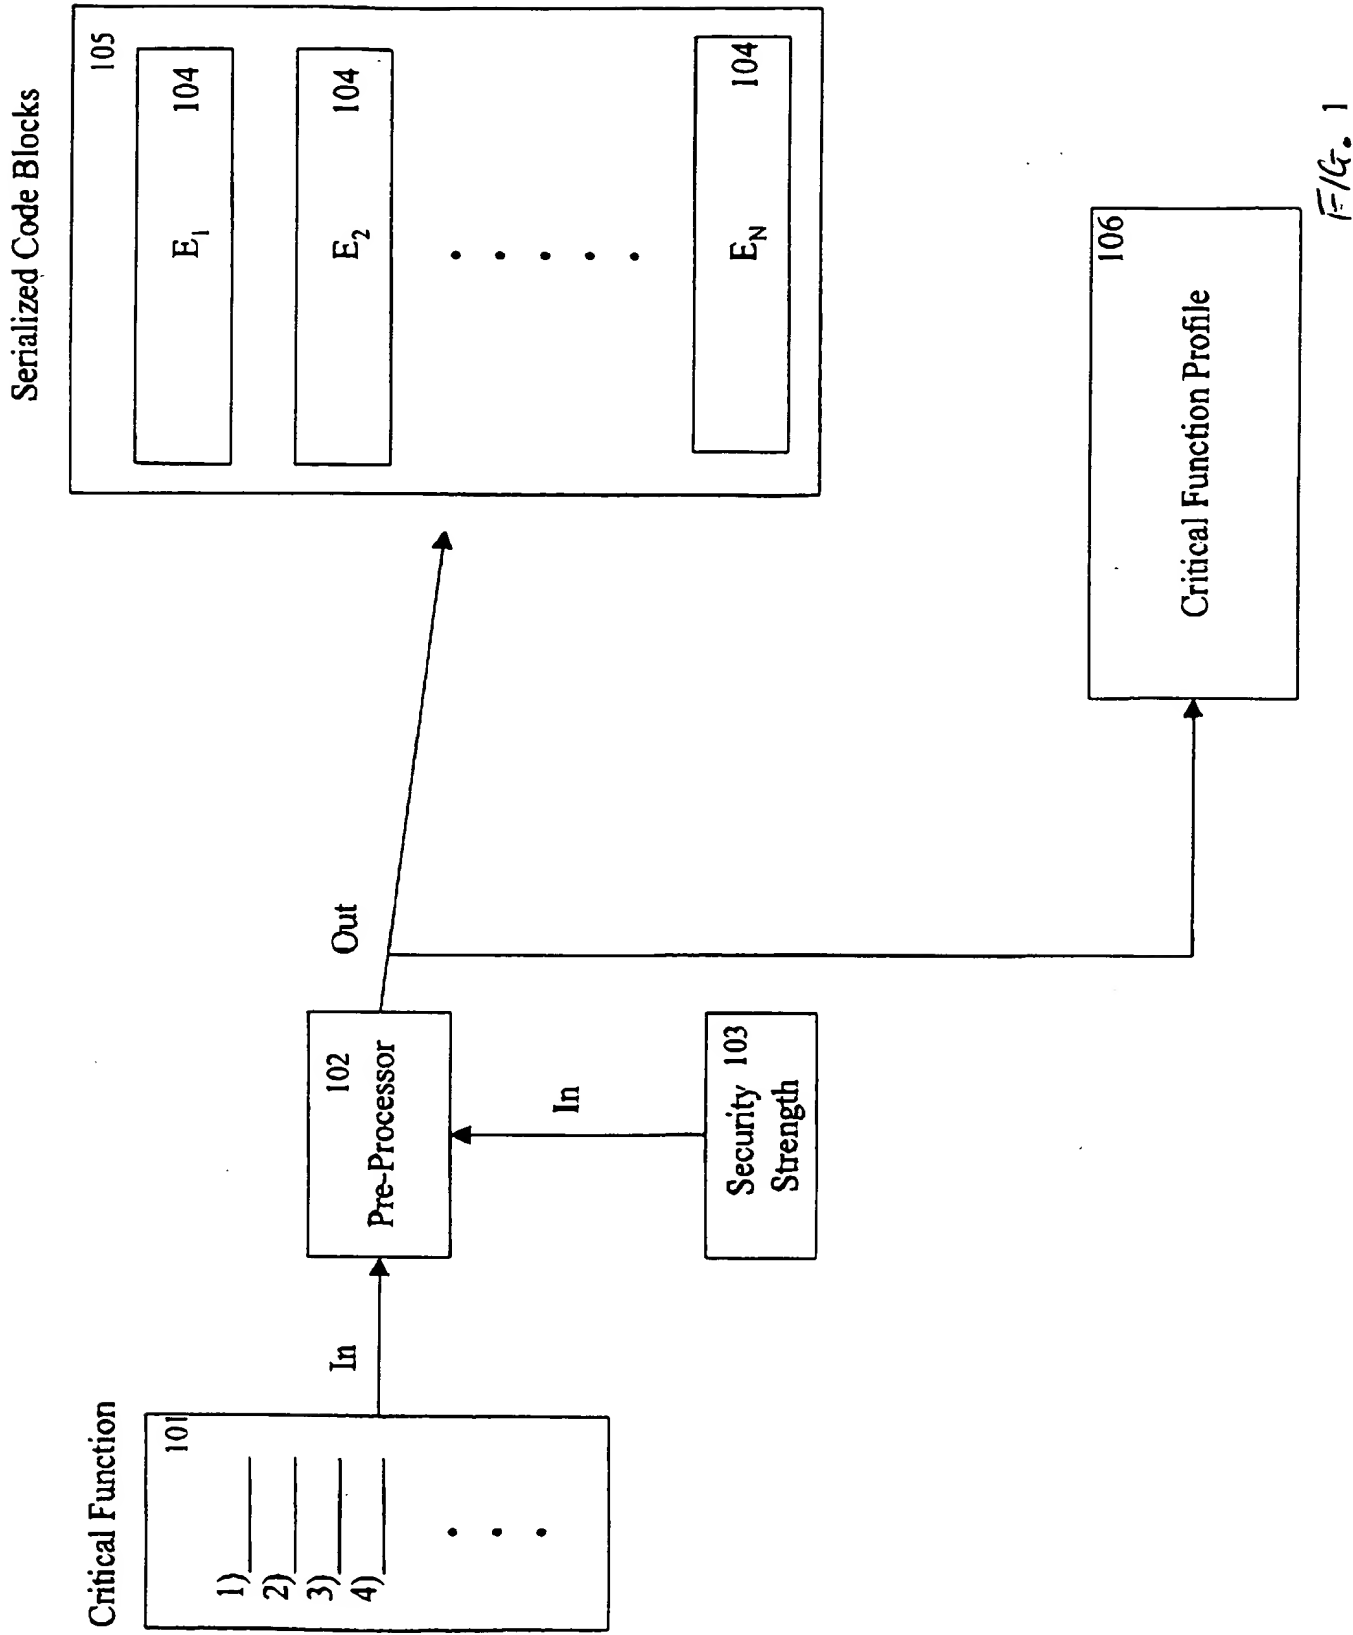 Critical Function
101
1)
2)
3)
4)
In
102
Pre-Processor
In
Security 103
Strength
Out
Serialized Code Blocks
105
E1 104
E2 104
EN 104
106
Critical Function Profile
FIG. 1